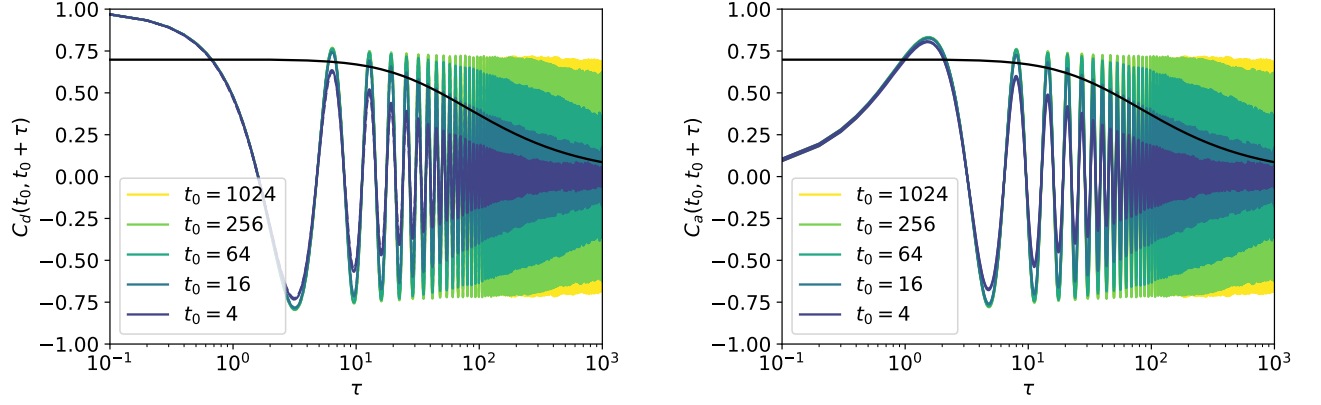 1.00
0.75
0.50
0.25
0.00
−0.25
−0.50
−0.75
−1.00
C_d(t_0, t_0 + τ)
t_0 = 1024
t_0 = 256
t_0 = 64
t_0 = 16
t_0 = 4
10^{-1} 10^0 10^1 10^2 10^3
τ
1.00
0.75
0.50
0.25
0.00
−0.25
−0.50
−0.75
−1.00
C_a(t_0, t_0 + τ)
t_0 = 1024
t_0 = 256
t_0 = 64
t_0 = 16
t_0 = 4
10^{-1} 10^0 10^1 10^2 10^3
τ